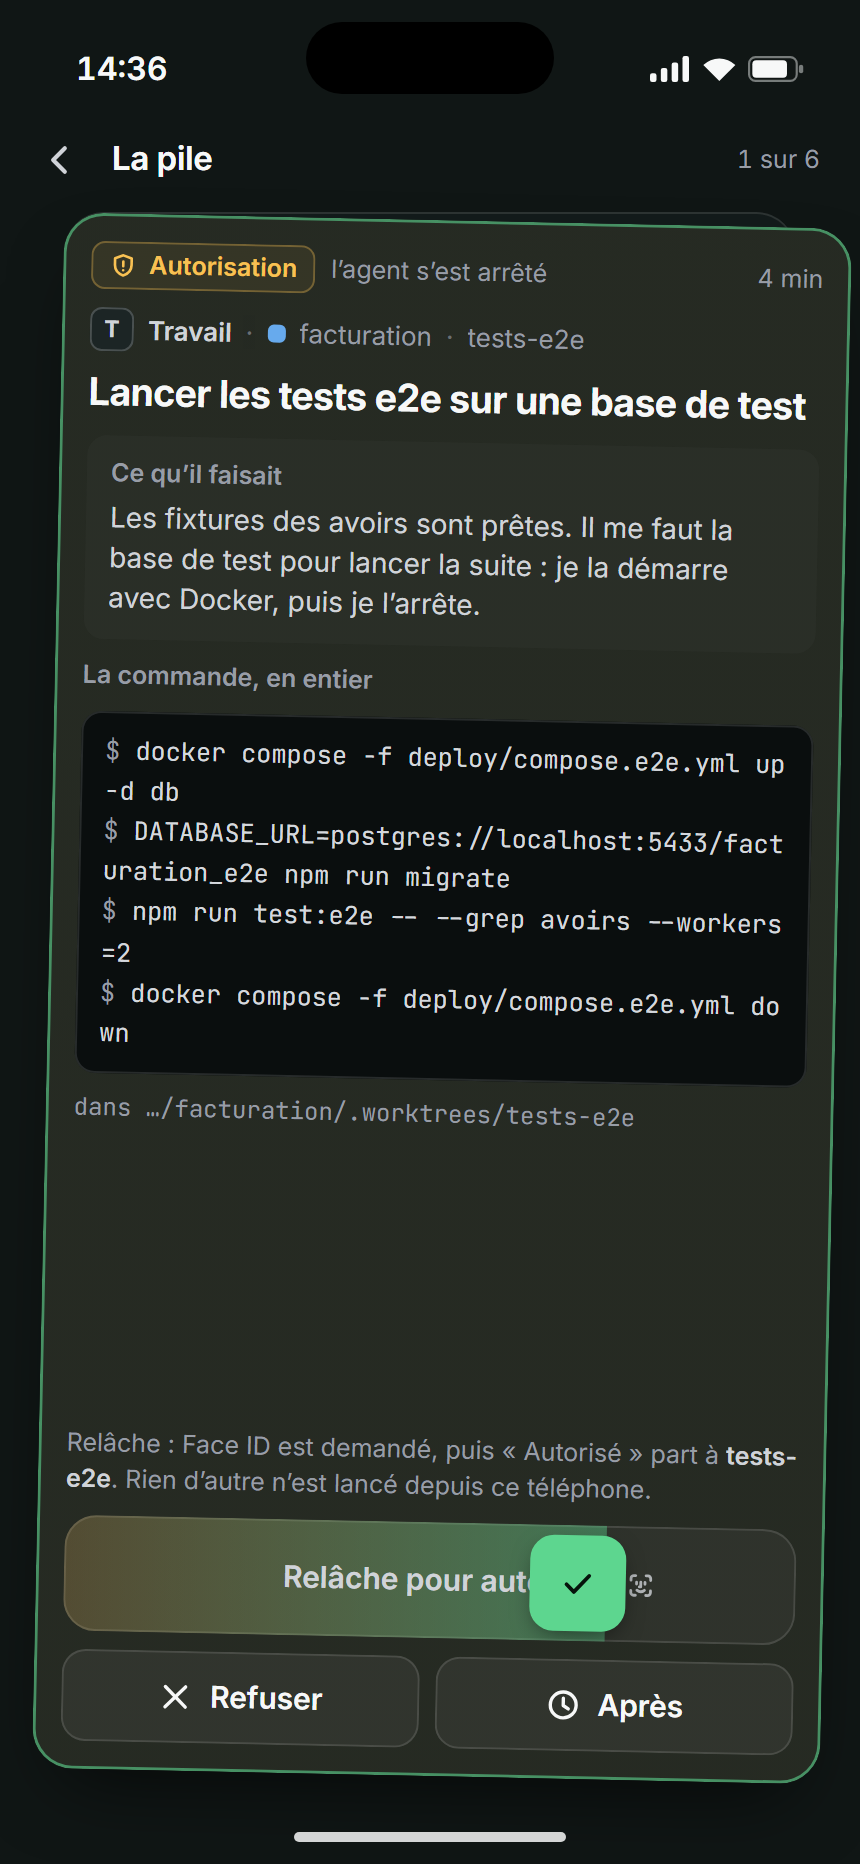 14:36
La pile
1 sur 6
Autorisation l’agent s’est arrêté 4 min
T Travail · facturation · tests-e2e
Lancer les tests e2e sur une base de test
Ce qu’il faisait
Les fixtures des avoirs sont prêtes. Il me faut la
base de test pour lancer la suite : je la démarre
avec Docker, puis je l’arrête.
La commande, en entier
$ docker compose -f deploy/compose.e2e.yml up
-d db
$ DATABASE_URL=postgres://localhost:5433/fact
uration_e2e npm run migrate
$ npm run test:e2e -- --grep avoirs --workers
=2
$ docker compose -f deploy/compose.e2e.yml do
wn
dans …/facturation/.worktrees/tests-e2e
Relâche : Face ID est demandé, puis « Autorisé » part à tests-
e2e. Rien d’autre n’est lancé depuis ce téléphone.
Relâche pour
Refuser
Après